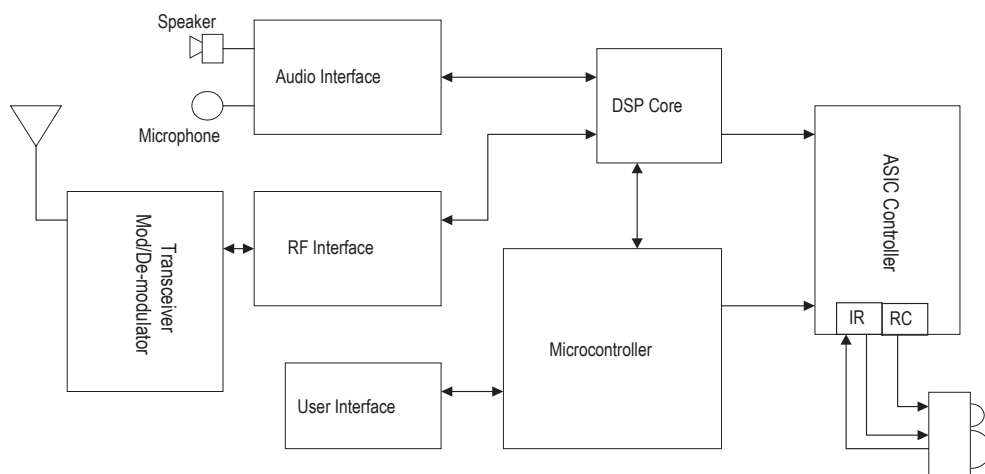 Speaker
Audio Interface
DSP Core
Microphone
ASIC Controller
Transceiver
Mod/De-modulator
RF Interface
IR
RC
Microcontroller
User Interface